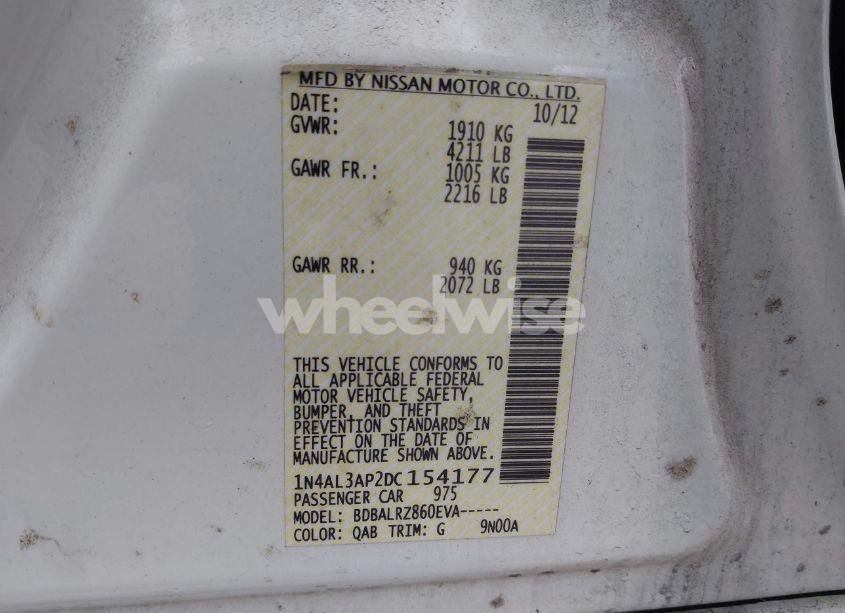 MFD BY NISSAN MOTOR CO., LTD.
DATE: 10/12
GVWR: 1910 KG
4211 LB
GAWR FR.: 1005 KG
2216 LB
GAWR RR.: 940 KG
2072 LB
wheelwise
THIS VEHICLE CONFORMS TO
ALL APPLICABLE FEDERAL
MOTOR VEHICLE SAFETY,
BUMPER, AND THEFT
PREVENTION STANDARDS IN
EFFECT ON THE DATE OF
MANUFACTURE SHOWN ABOVE.
1N4AL3AP2DC154177
PASSENGER CAR 975
MODEL: BDBALRZ860EVA-----
COLOR: QAB TRIM: G 9N00A